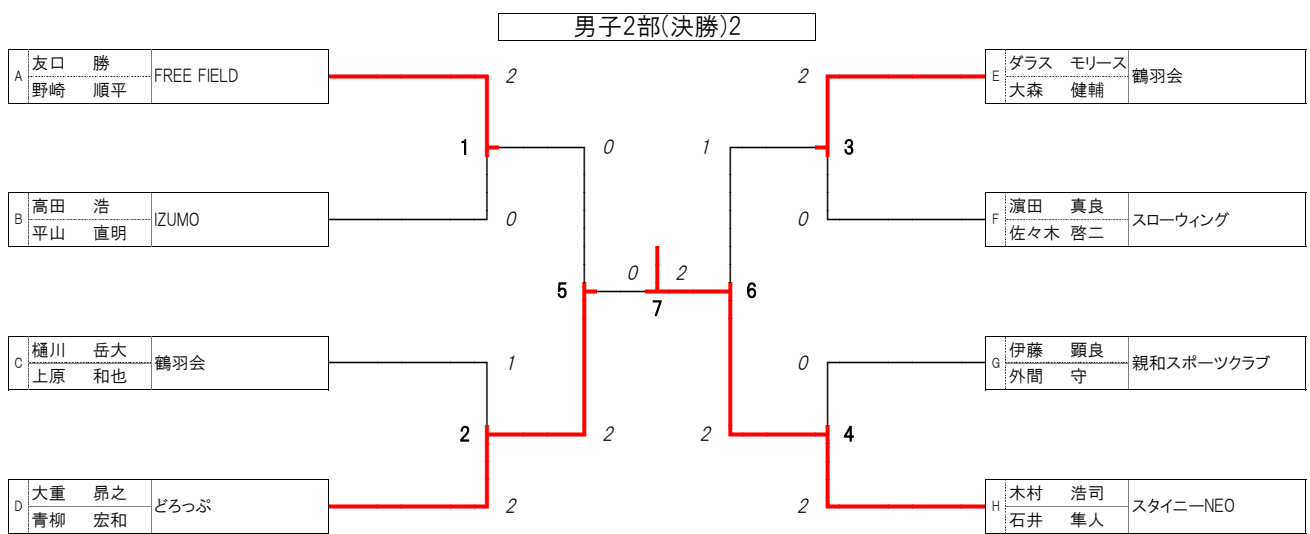 男子2部(決勝)2
A 友口 勝 FREE FIELD
野崎 順平
2
1
0
B 高田 浩 IZUMO
平山 直明
0
C 樋川 岳大 鶴羽会
上原 和也
1
2
2
D 大重 昴之 どろっぷ
青柳 宏和
2
5
0
7
2
6
E ダラス モリース 鶴羽会
大森 健輔
2
3
1
F 濵田 真良 スローウィング
佐々木 啓二
0
G 伊藤 顕良 親和スポーツクラブ
外間 守
0
4
2
H 木村 浩司 スタイニーNEO
石井 隼人
2